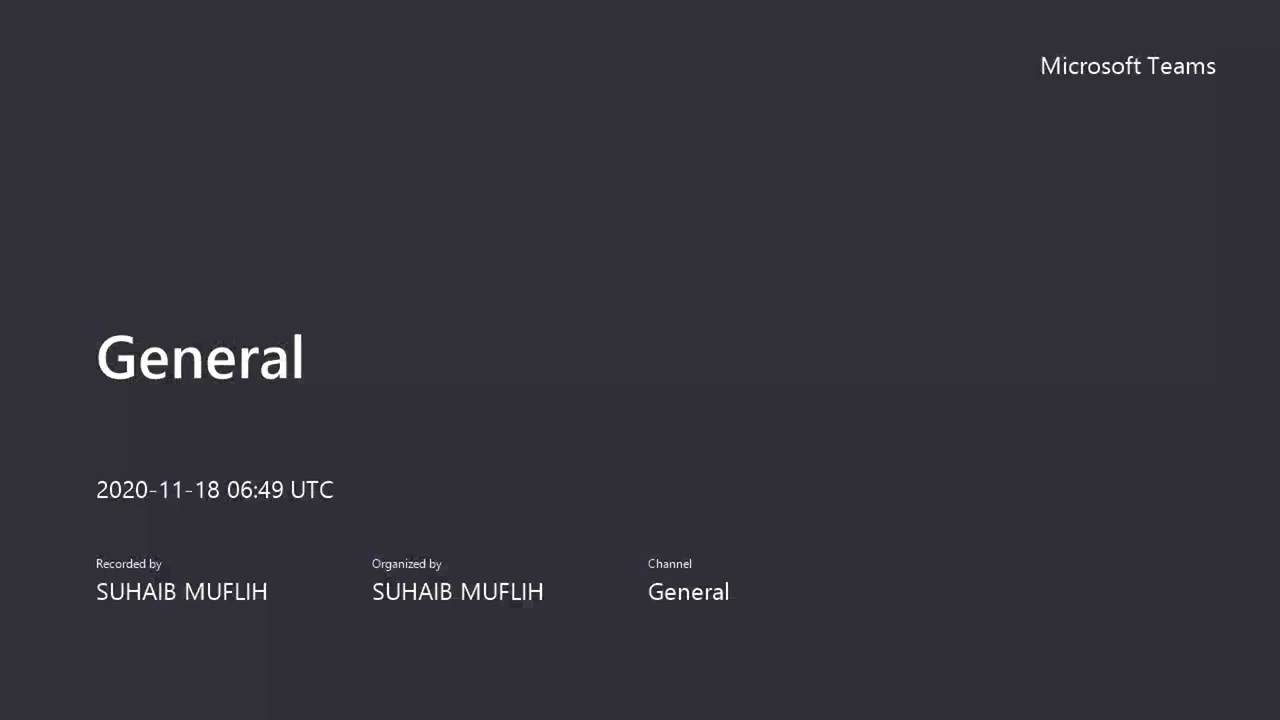 Microsoft Teams
General
2020-11-18 06:49 UTC
Recorded by
SUHAIB MUFLIH
Organized by
SUHAIB MUFLIH
Channel
General